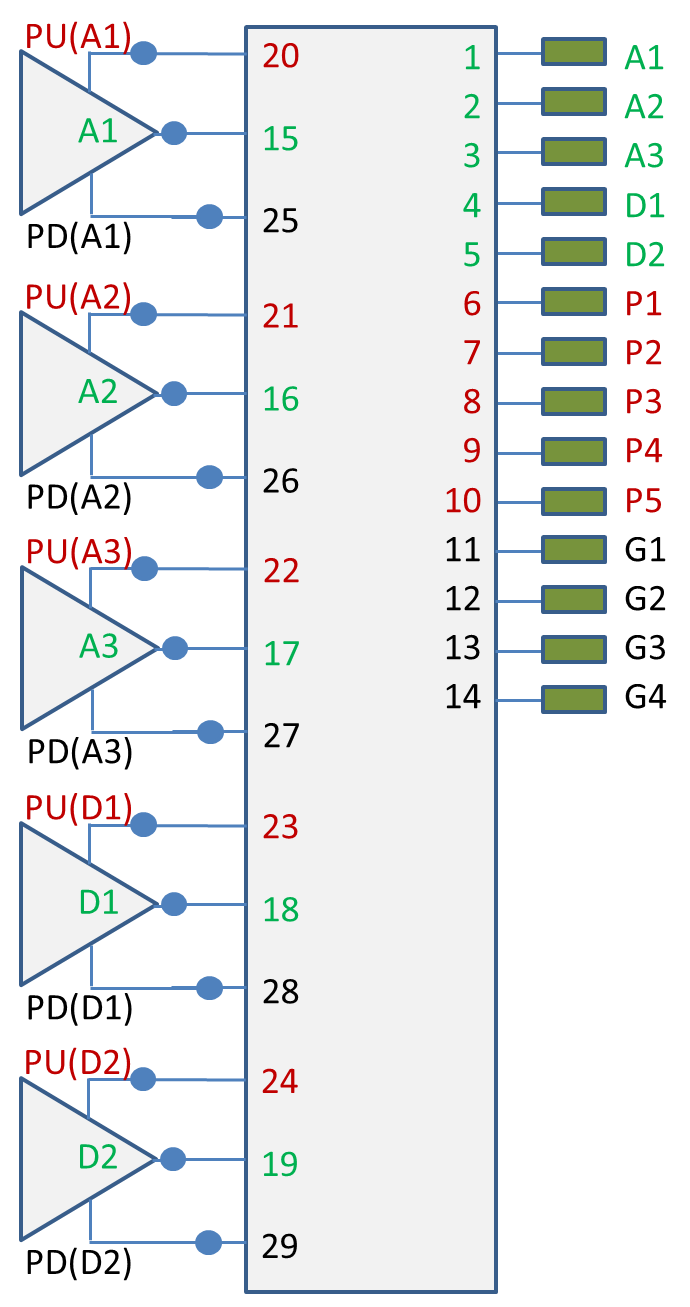 PU(A1)
20
1
A1
A1
15
2
A2
3
A3
25
4
D1
PD(A1)
5
D2
PU(A2)
21
6
P1
7
P2
A2
16
8
P3
9
P4
26
PD(A2)
10
P5
PU(A3)
11
G1
22
12
G2
A3
17
13
G3
14
G4
27
PD(A3)
PU(D1)
23
D1
18
28
PD(D1)
PU(D2)
24
D2
19
29
PD(D2)